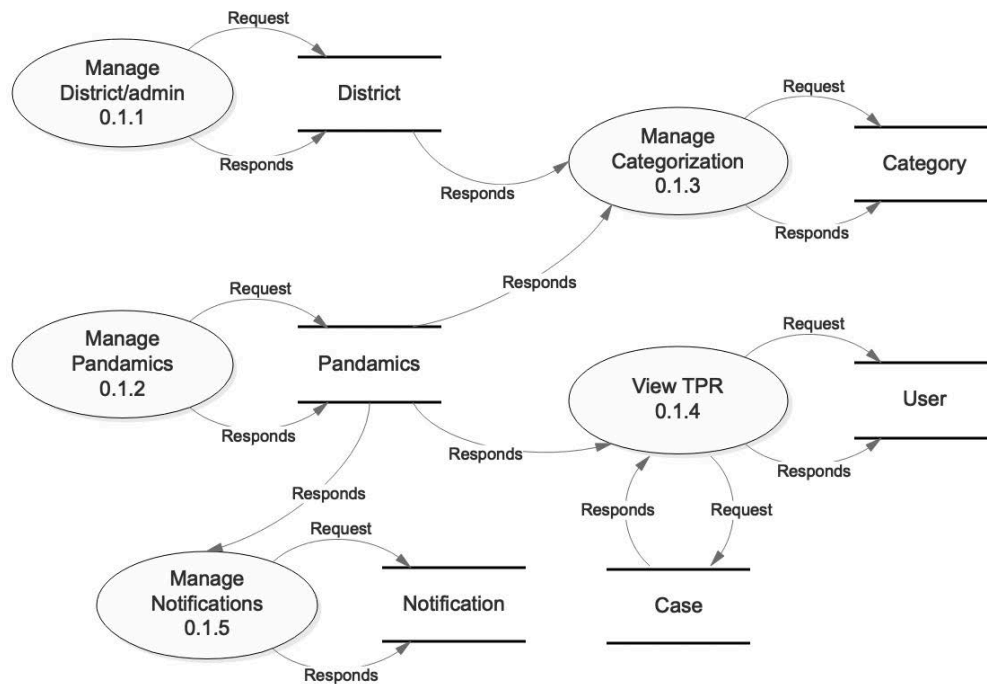 Request
Manage
District/admin
0.1.1
District
Responds
Responds
Request
Manage
Categorization
0.1.3
Category
Responds
Responds
Request
Manage
Pandamics
0.1.2
Pandamics
Responds
Responds
Request
View TPR
0.1.4
User
Responds
Responds
Responds
Request
Request
Manage
Notifications
0.1.5
Notification
Case
Responds